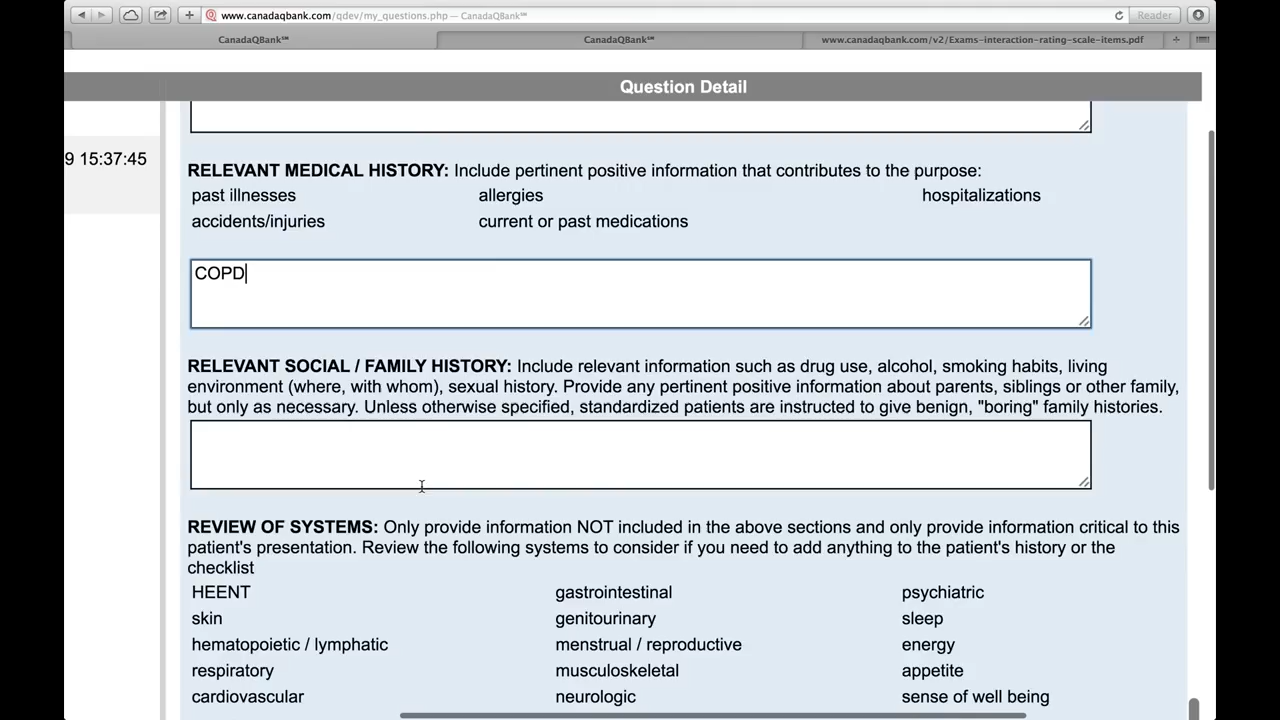 www.canadaqbank.com/qdev/my_questions.php — CanadaQBank℠
Reader
CanadaQBank℠
CanadaQBank℠
www.canadaqbank.com/v2/Exams-interaction-rating-scale-items.pdf
Question Detail
9 15:37:45
RELEVANT MEDICAL HISTORY: Include pertinent positive information that contributes to the purpose:
past illnesses allergies hospitalizations
accidents/injuries current or past medications
COPD
RELEVANT SOCIAL / FAMILY HISTORY: Include relevant information such as drug use, alcohol, smoking habits, living
environment (where, with whom), sexual history. Provide any pertinent positive information about parents, siblings or other family,
but only as necessary. Unless otherwise specified, standardized patients are instructed to give benign, "boring" family histories.
REVIEW OF SYSTEMS: Only provide information NOT included in the above sections and only provide information critical to this
patient's presentation. Review the following systems to consider if you need to add anything to the patient's history or the
checklist
HEENT gastrointestinal psychiatric
skin genitourinary sleep
hematopoietic / lymphatic menstrual / reproductive energy
respiratory musculoskeletal appetite
cardiovascular neurologic sense of well being